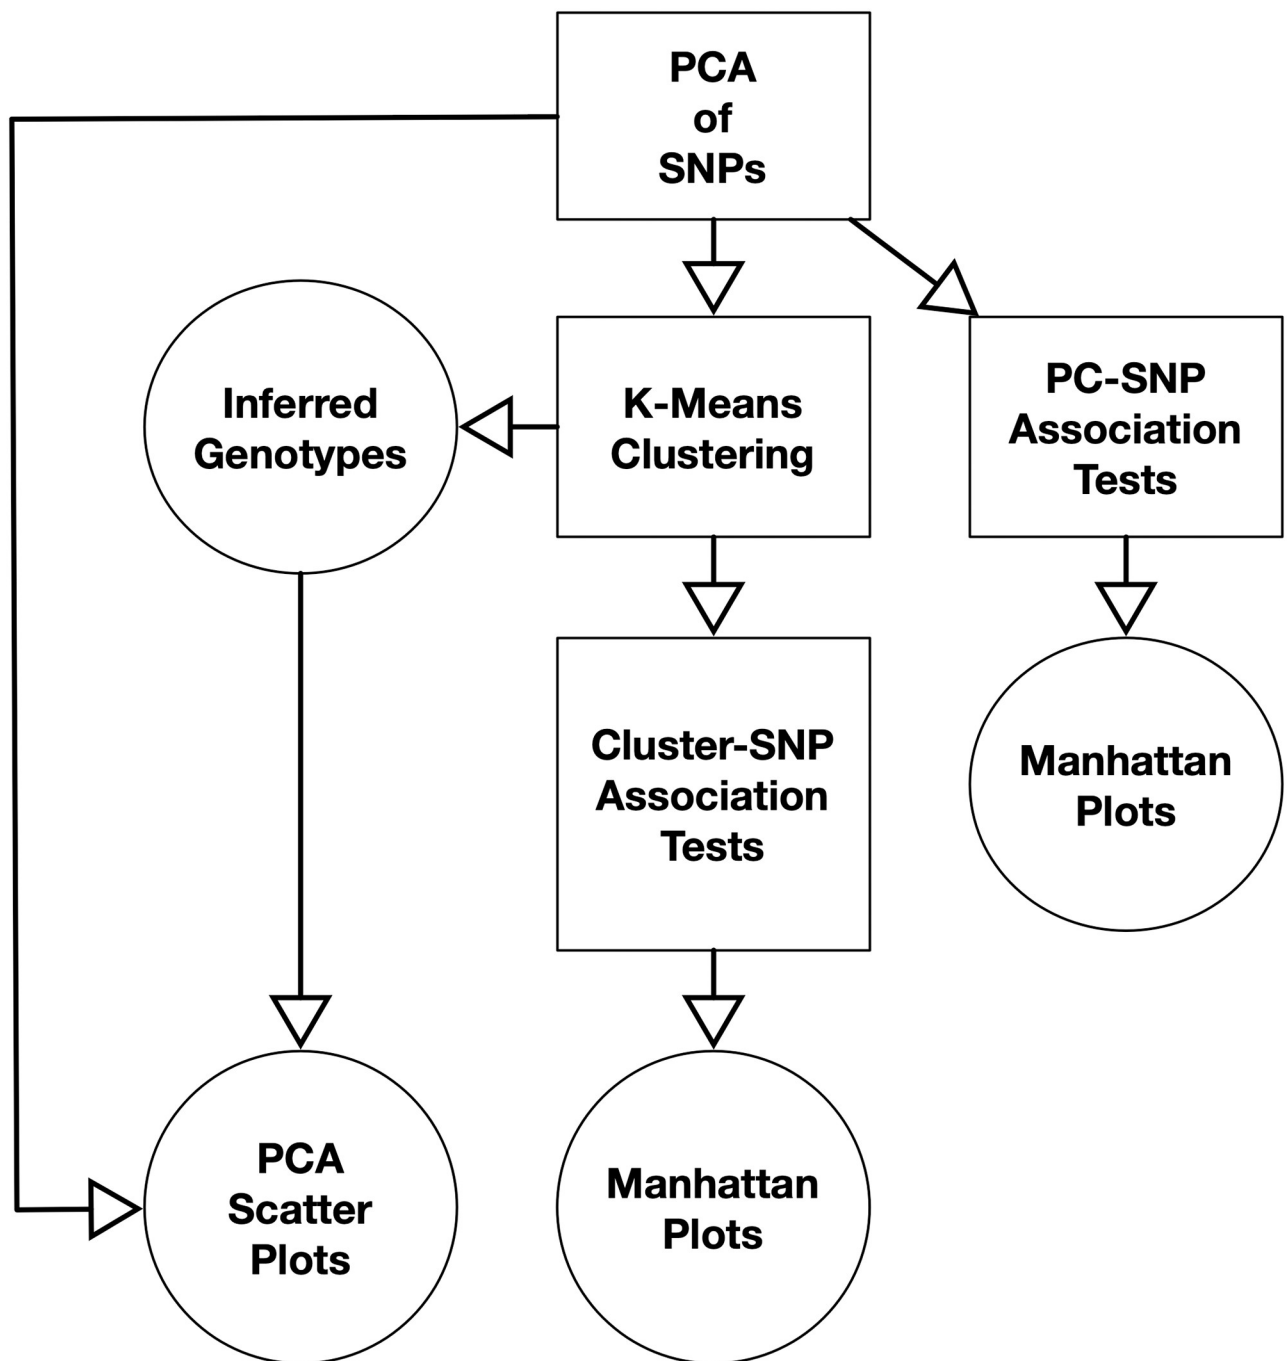 PCA
of
SNPs
Inferred
Genotypes
K-Means
Clustering
PC-SNP
Association
Tests
Cluster-SNP
Association
Tests
Manhattan
Plots
PCA
Scatter
Plots
Manhattan
Plots